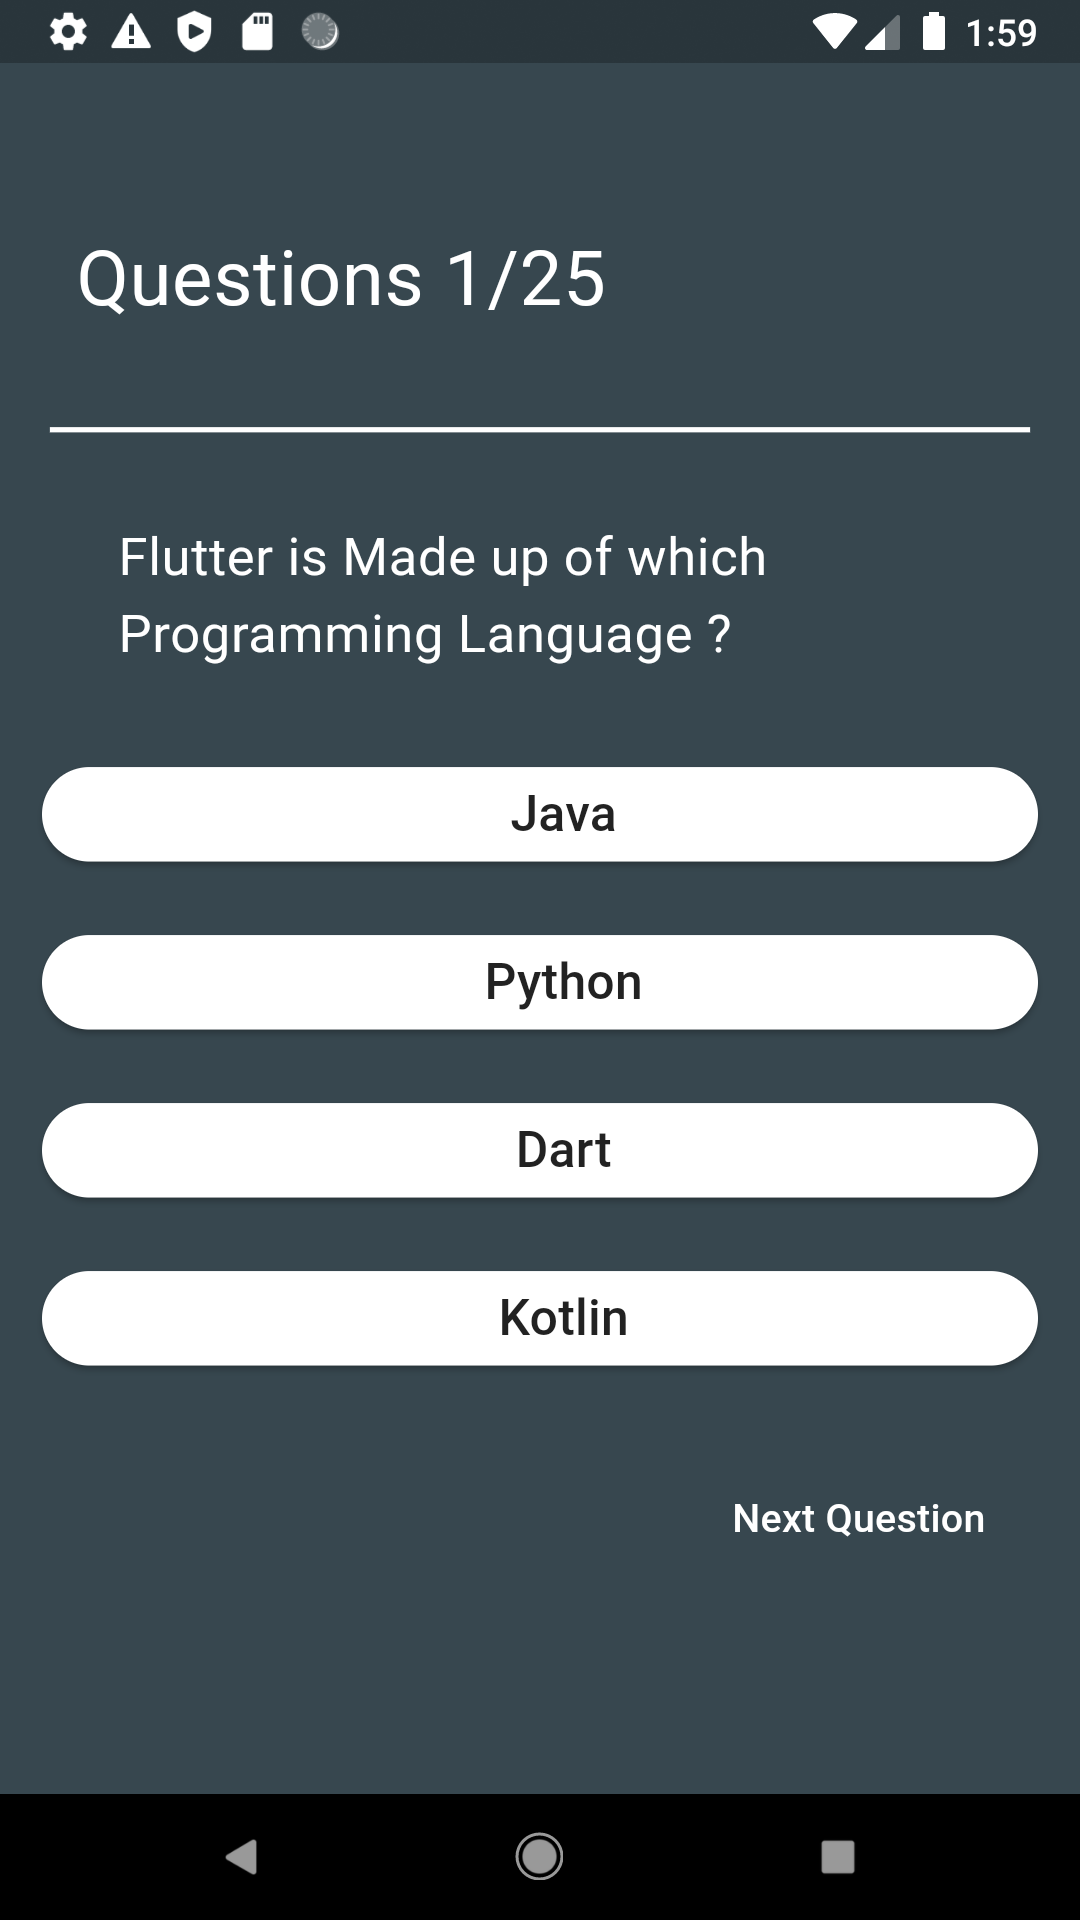 1:59
Questions 1/25
Flutter is Made up of which
Programming Language ?
Java
Python
Dart
Kotlin
Next Question